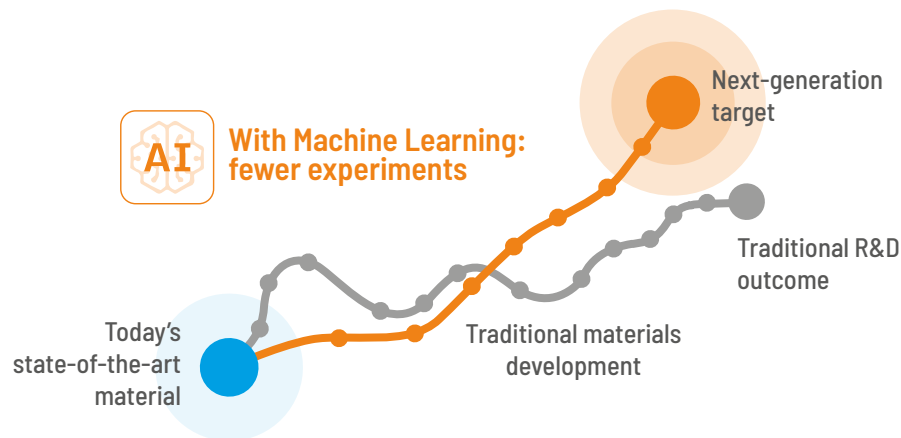 Next-generation
target
AI
With Machine Learning:
fewer experiments
Traditional R&D
outcome
Today's
state-of-the-art
material
Traditional materials
development